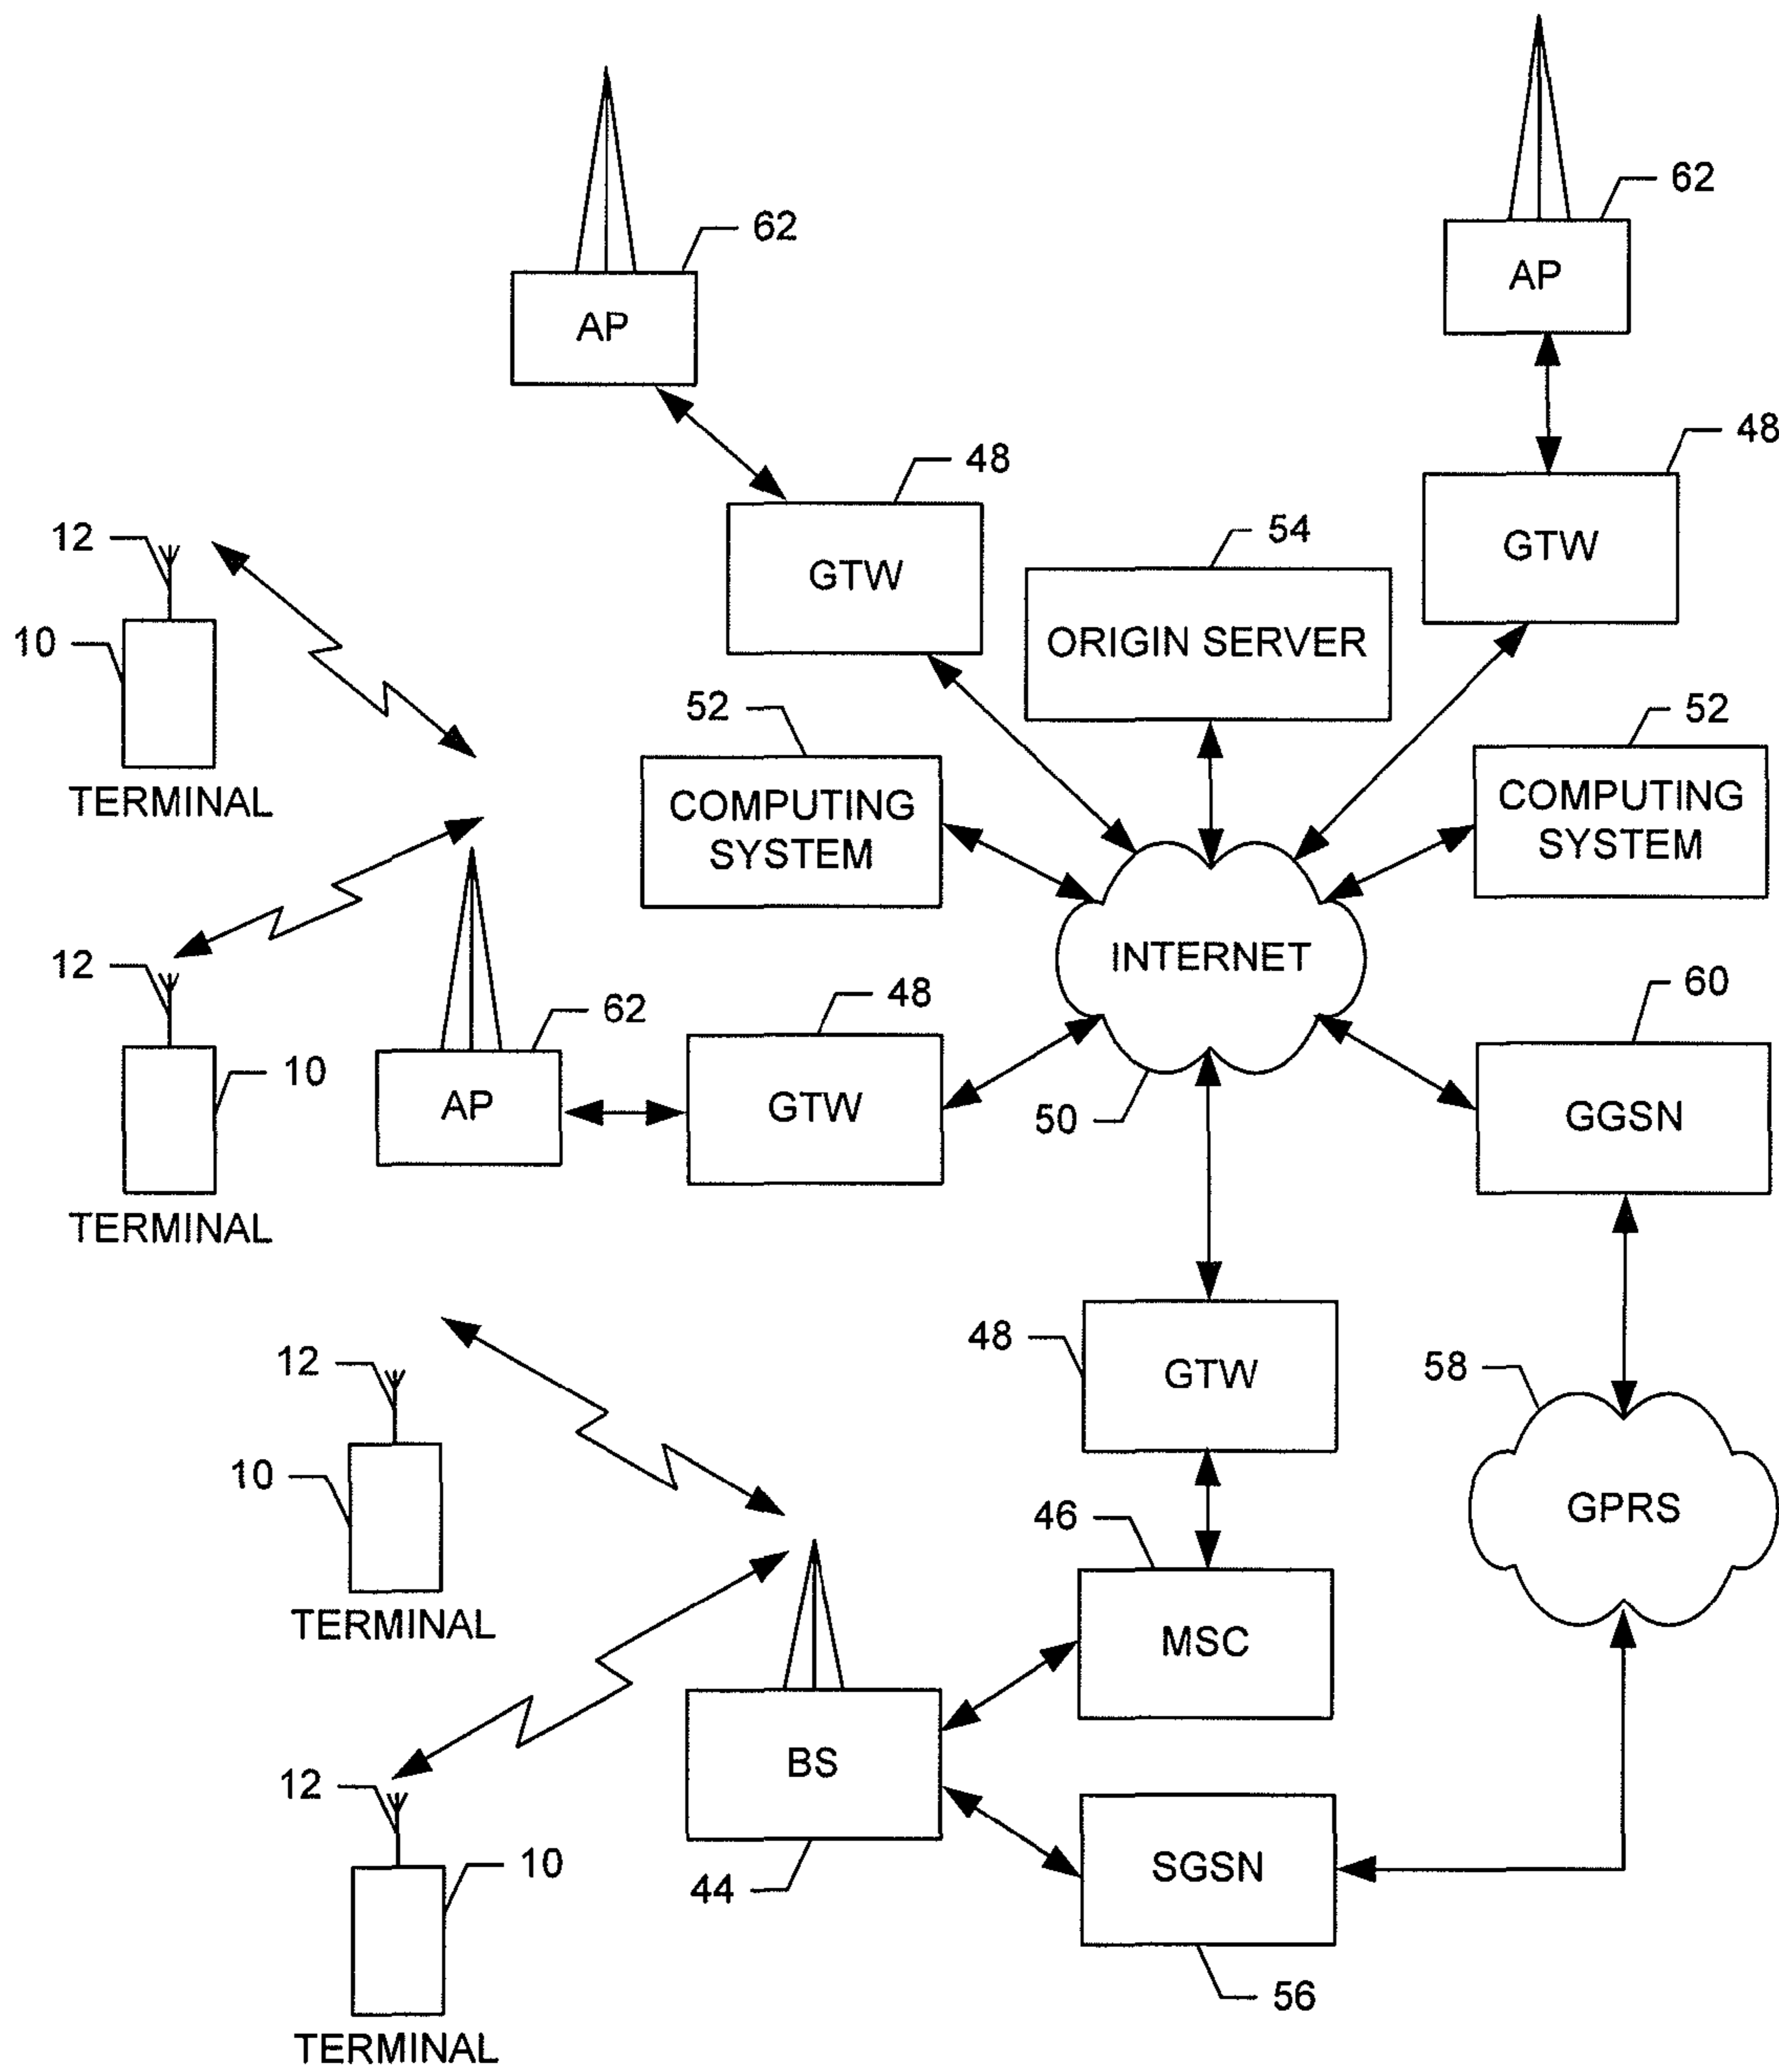 62
AP
62
AP
48
GTW
48
GTW
54
ORIGIN SERVER
12
10
TERMINAL
52
COMPUTING
SYSTEM
52
COMPUTING
SYSTEM
INTERNET
50
12
10
TERMINAL
62
AP
48
GTW
60
GGSN
48
GTW
58
GPRS
12
10
TERMINAL
46
MSC
BS
44
SGSN
56
12
10
TERMINAL